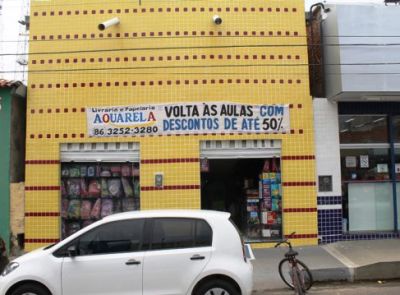 Livraria e Papelaria
AQUARELA
86 3252-3280
VOLTA ÀS AULAS COM
DESCONTOS DE ATÉ 50%